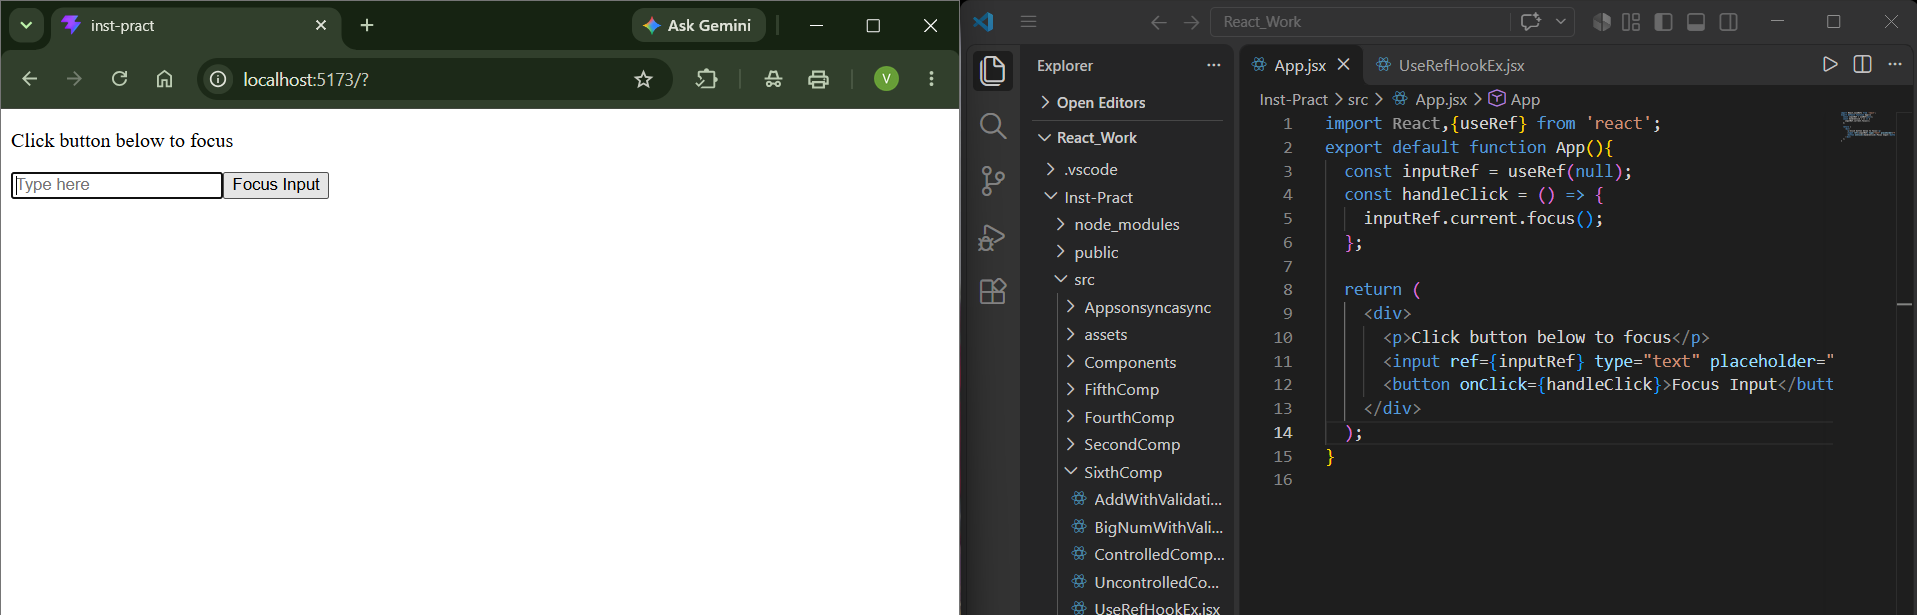 inst-pract
Ask Gemini
localhost:5173/?
V
Click button below to focus
Type here
Focus Input
React_Work
Explorer
Open Editors
React_Work
.vscode
Inst-Pract
node_modules
public
src
Appsonsyncasync
assets
Components
FifthComp
FourthComp
SecondComp
SixthComp
AddWithValidati...
BigNumWithVali...
ControlledComp...
UncontrolledCo...
UseRefHookEx.jsx
App.jsx
UseRefHookEx.jsx
Inst-Pract > src > App.jsx > App
1 import React,{useRef} from 'react';
2 export default function App(){
3 const inputRef = useRef(null);
4 const handleClick = () => {
5 inputRef.current.focus();
6 };
7
8 return (
9 <div>
10 <p>Click button below to focus</p>
11 <input ref={inputRef} type="text" placeholder="
12 <button onClick={handleClick}>Focus Input</butt
13 </div>
14 );
15 }
16